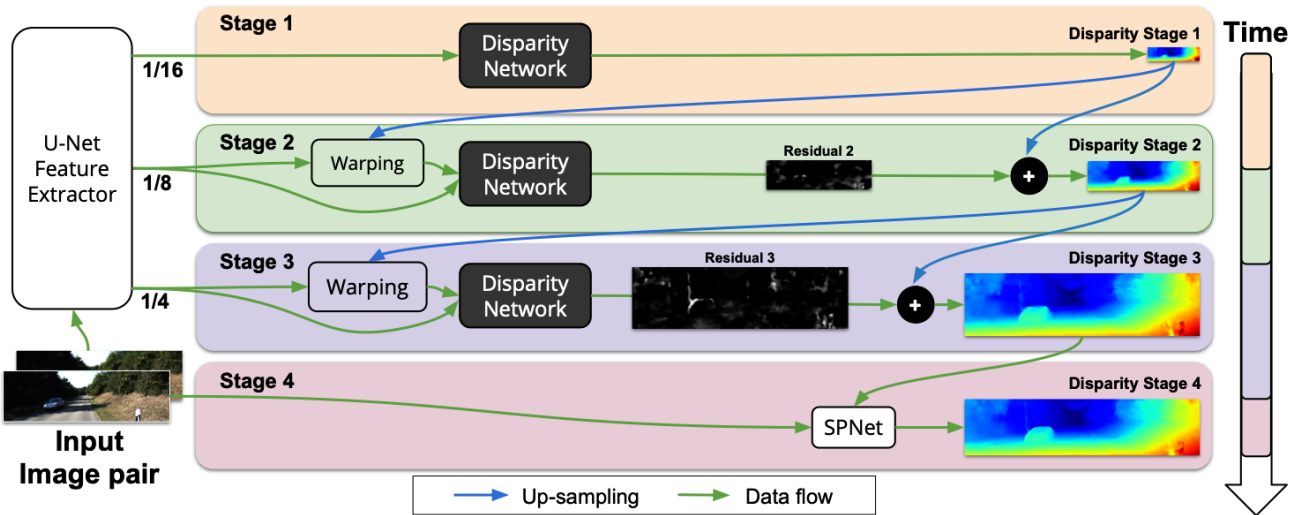 Stage 1
Disparity Stage 1
Time
Disparity
Network
1/16
U-Net
Feature
Extractor
Stage 2
Disparity Stage 2
Warping
Disparity
Network
Residual 2
+
1/8
Stage 3
Disparity Stage 3
Warping
Disparity
Network
Residual 3
+
1/4
Stage 4
Disparity Stage 4
SPNet
Input
Image pair
Up-sampling
Data flow